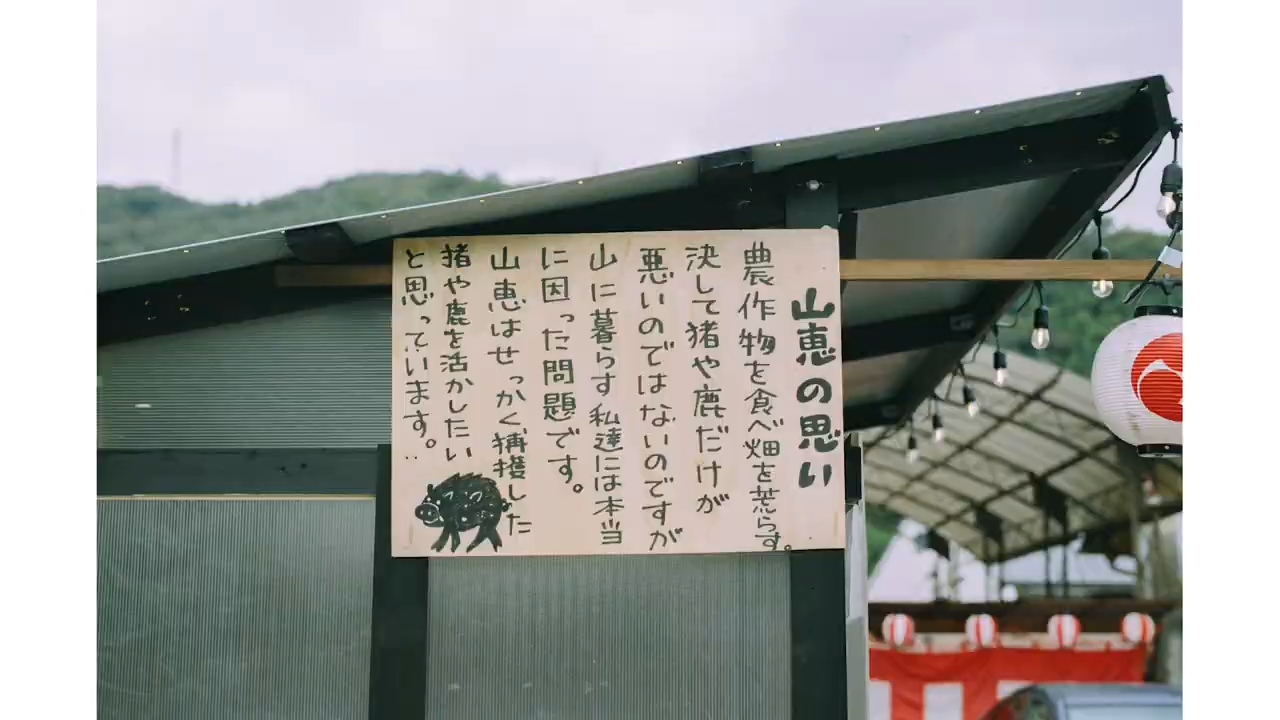 山恵の思い
農作物を食べ畑を荒らす。
決して猪や鹿だけが
悪いのではないのですが
山に暮らす私達には本当
に困った問題です。
山恵はせっかく捕獲した
猪や鹿を活かしたい
と思っています。